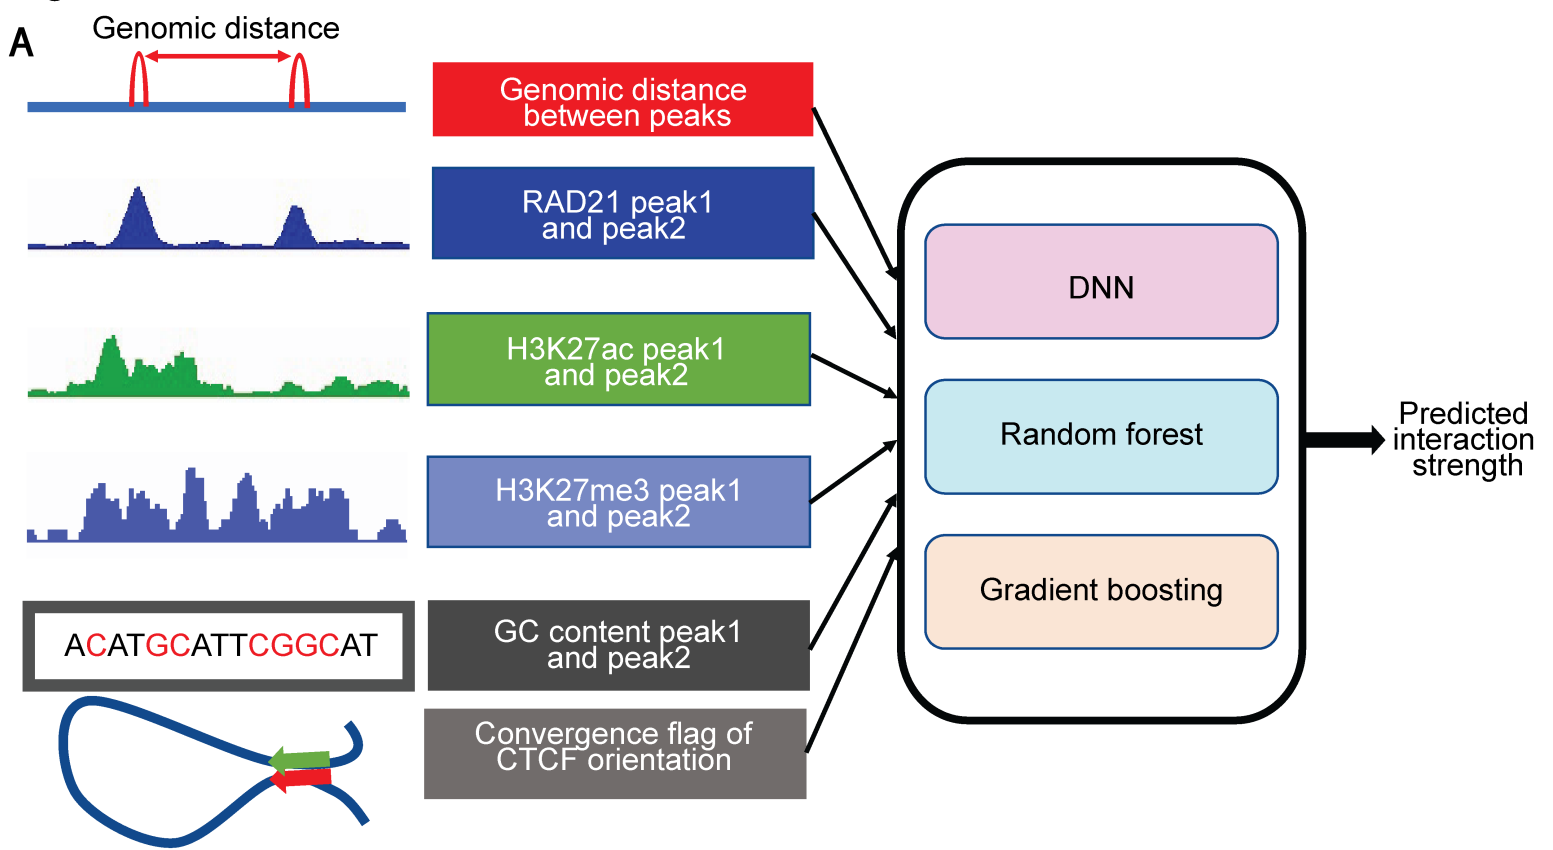 A
Genomic distance
Genomic distance
between peaks
RAD21 peak1
and peak2
H3K27ac peak1
and peak2
H3K27me3 peak1
and peak2
ACATGCATTCGGCAT
GC content peak1
and peak2
Convergence flag of
CTCF orientation
DNN
Random forest
Gradient boosting
Predicted
interaction
strength